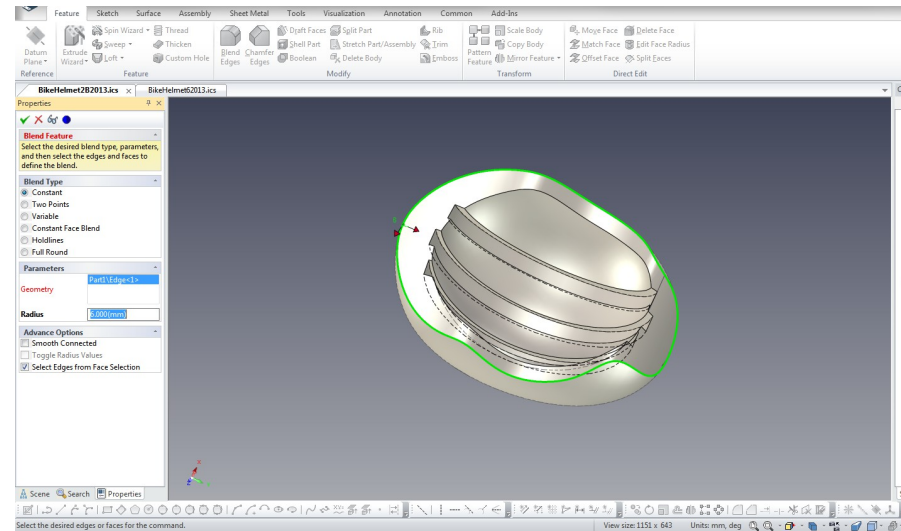 Feature Sketch Surface Assembly Sheet Metal Tools Visualization Annotation Common Add-Ins
Spin Wizard Thread Draft Faces Split Part Rib Scale Body Move Face Delete Face
Sweep Thicken Shell Part Stretch Part/Assembly Trim Copy Body Match Face Edit Face Radius
Loft Custom Hole Boolean Delete Body Emboss Mirror Feature Offset Face Split Faces
Datum Plane Extrude Wizard Blend Edges Chamfer Edges Pattern Feature
Reference Feature Modify Transform Direct Edit
BikeHelmet2B2013.ics x BikeHelmet62013.ics
Properties
Blend Feature
Select the desired blend type, parameters,
and then select the edges and faces to
define the blend.
Blend Type
Constant
Two Points
Variable
Constant Face Blend
Holdlines
Full Round
Parameters
Part1\Edge<1>
Geometry
Radius 6.000(mm)
Advance Options
Smooth Connected
Toggle Radius Values
Select Edges from Face Selection
Scene Search Properties
Select the desired edges or faces for the command. View size: 1151 x 643 Units: mm, deg